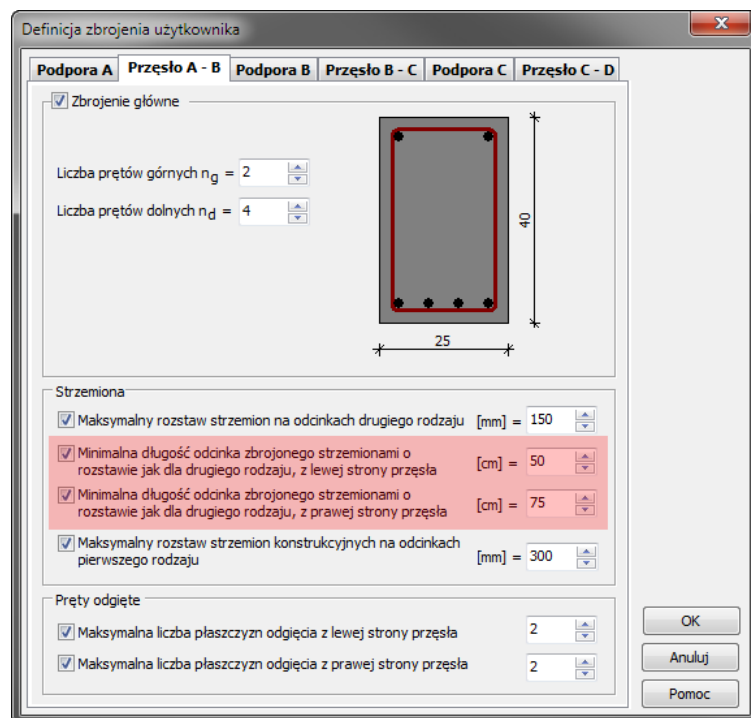 Definicja zbrojenia użytkownika
Podpora A Przęsło A - B Podpora B Przęsło B - C Podpora C Przęsło C - D
Zbrojenie główne
Liczba prętów górnych ng = 2
Liczba prętów dolnych nd = 4
40
25
Strzemiona
Maksymalny rozstaw strzemion na odcinkach drugiego rodzaju [mm] = 150
Minimalna długość odcinka zbrojonego strzemionami o
rozstawie jak dla drugiego rodzaju, z lewej strony przęsła [cm] = 50
Minimalna długość odcinka zbrojonego strzemionami o
rozstawie jak dla drugiego rodzaju, z prawej strony przęsła [cm] = 75
Maksymalny rozstaw strzemion konstrukcyjnych na odcinkach
pierwszego rodzaju [mm] = 300
Pręty odgięte
Maksymalna liczba płaszczyzn odgięcia z lewej strony przęsła 2
Maksymalna liczba płaszczyzn odgięcia z prawej strony przęsła 2
OK
Anuluj
Pomoc